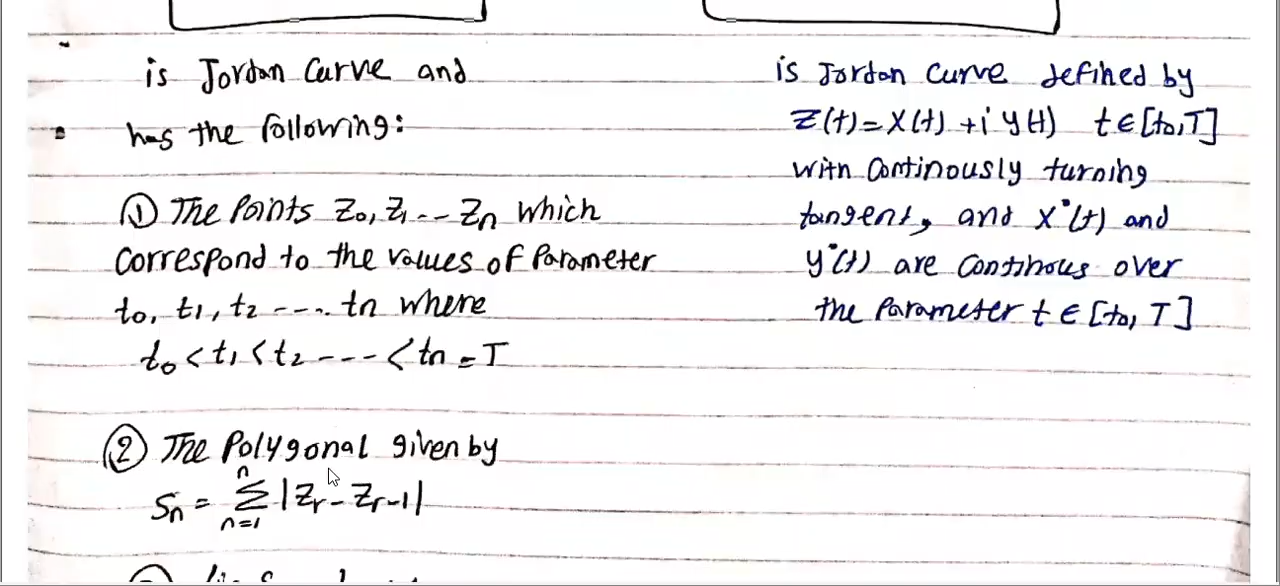 is Jordan Curve and
has the following:
① The Points Z₀, Z₁ -- Zn which
Correspond to the values of Parameter
t₀, t₁, t₂ ---.. tn where
t₀ < t₁ < t₂ --- < tn = T
② The Polygonal given by
Sn = Σ |Zr - Zr-1|
n
n=1
is Jordan Curve defined by
Z(t) = X(t) + i y(t) t ∈ [t₀, T]
with Continously turning
tangent, and X°(t) and
y°(t) are Continous over
the Parameter t ∈ [t₀, T]